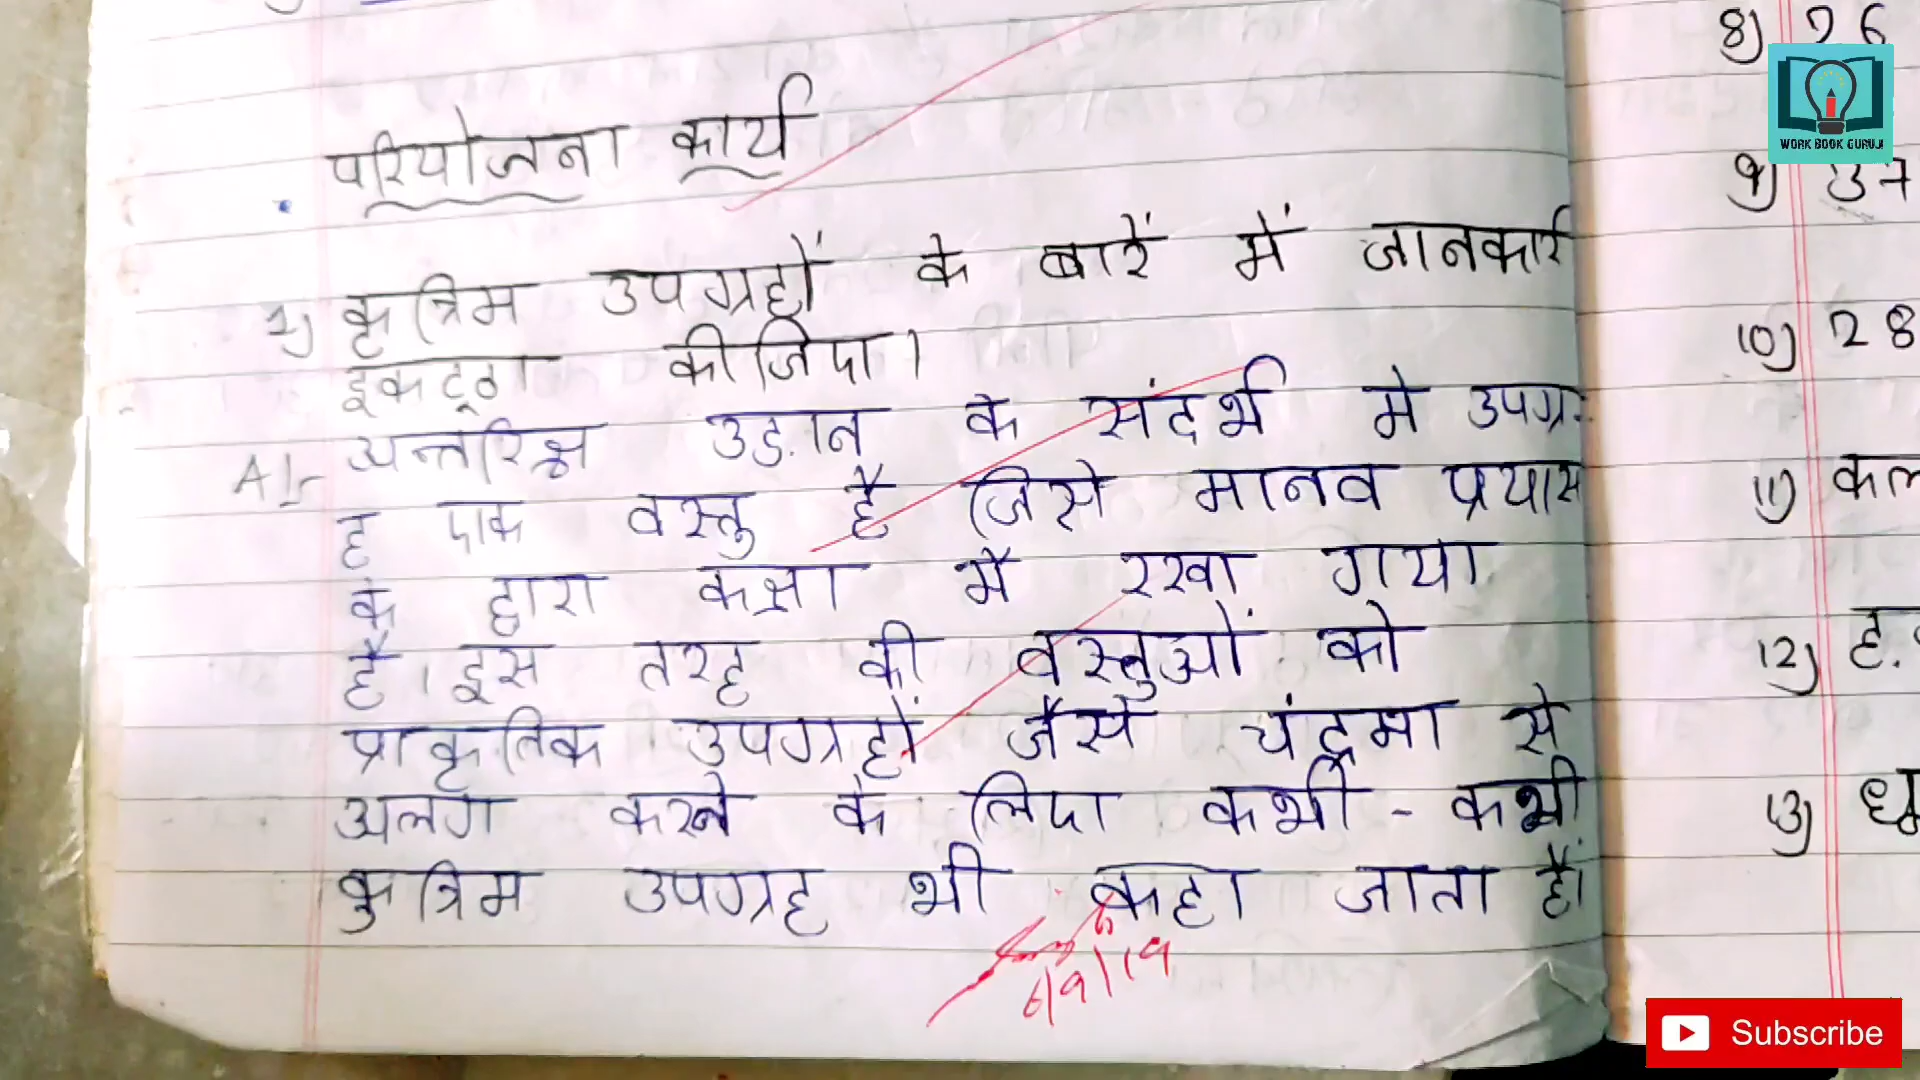 परियोजना कार्य
1) कृत्रिम उपग्रहों के बारें में जानकारी
इकट्ठा कीजिए।
A1- अन्तरिक्ष उड़ान के संदर्भ मे उपग्र-
ह एक वस्तु है जिसे मानव प्रयास
के द्वारा कक्षा में रखा गया
है। इस तरह की वस्तुओं को
प्राकृतिक उपग्रहों जैसे चंद्रमा से
अलग करने के लिए कभी - कभी
कृत्रिम उपग्रह भी कहा जाता है।
6/9/19
8) 26
9)
10) 28
11) कल
12) ह.
13)
WORK BOOK GURUJI
Subscribe